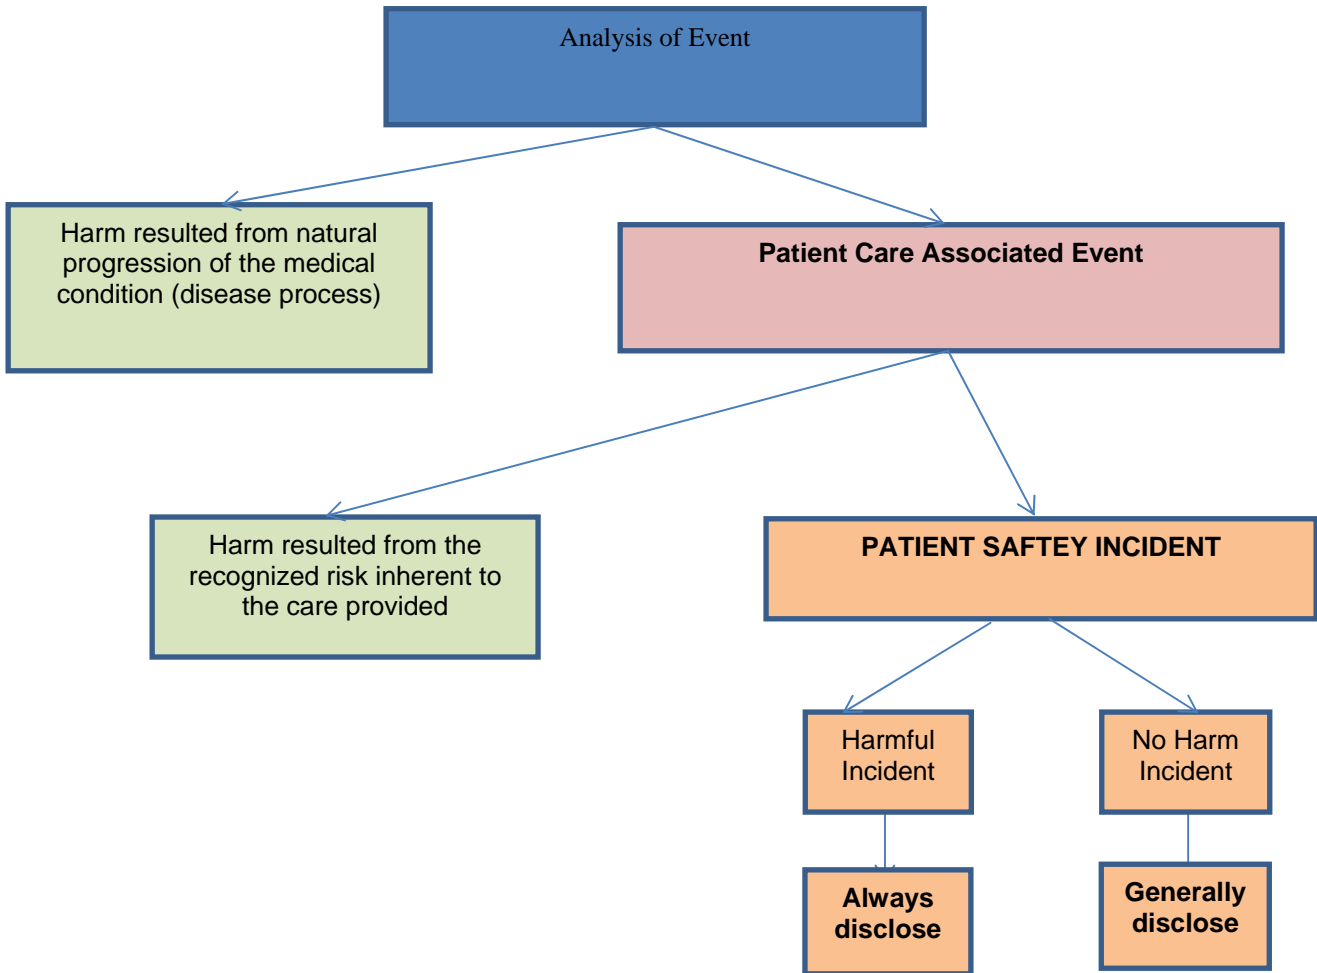 Analysis of Event
Harm resulted from natural
progression of the medical
condition (disease process)
Patient Care Associated Event
Harm resulted from the
recognized risk inherent to
the care provided
PATIENT SAFTEY INCIDENT
Harmful
Incident
No Harm
Incident
Always
disclose
Generally
disclose